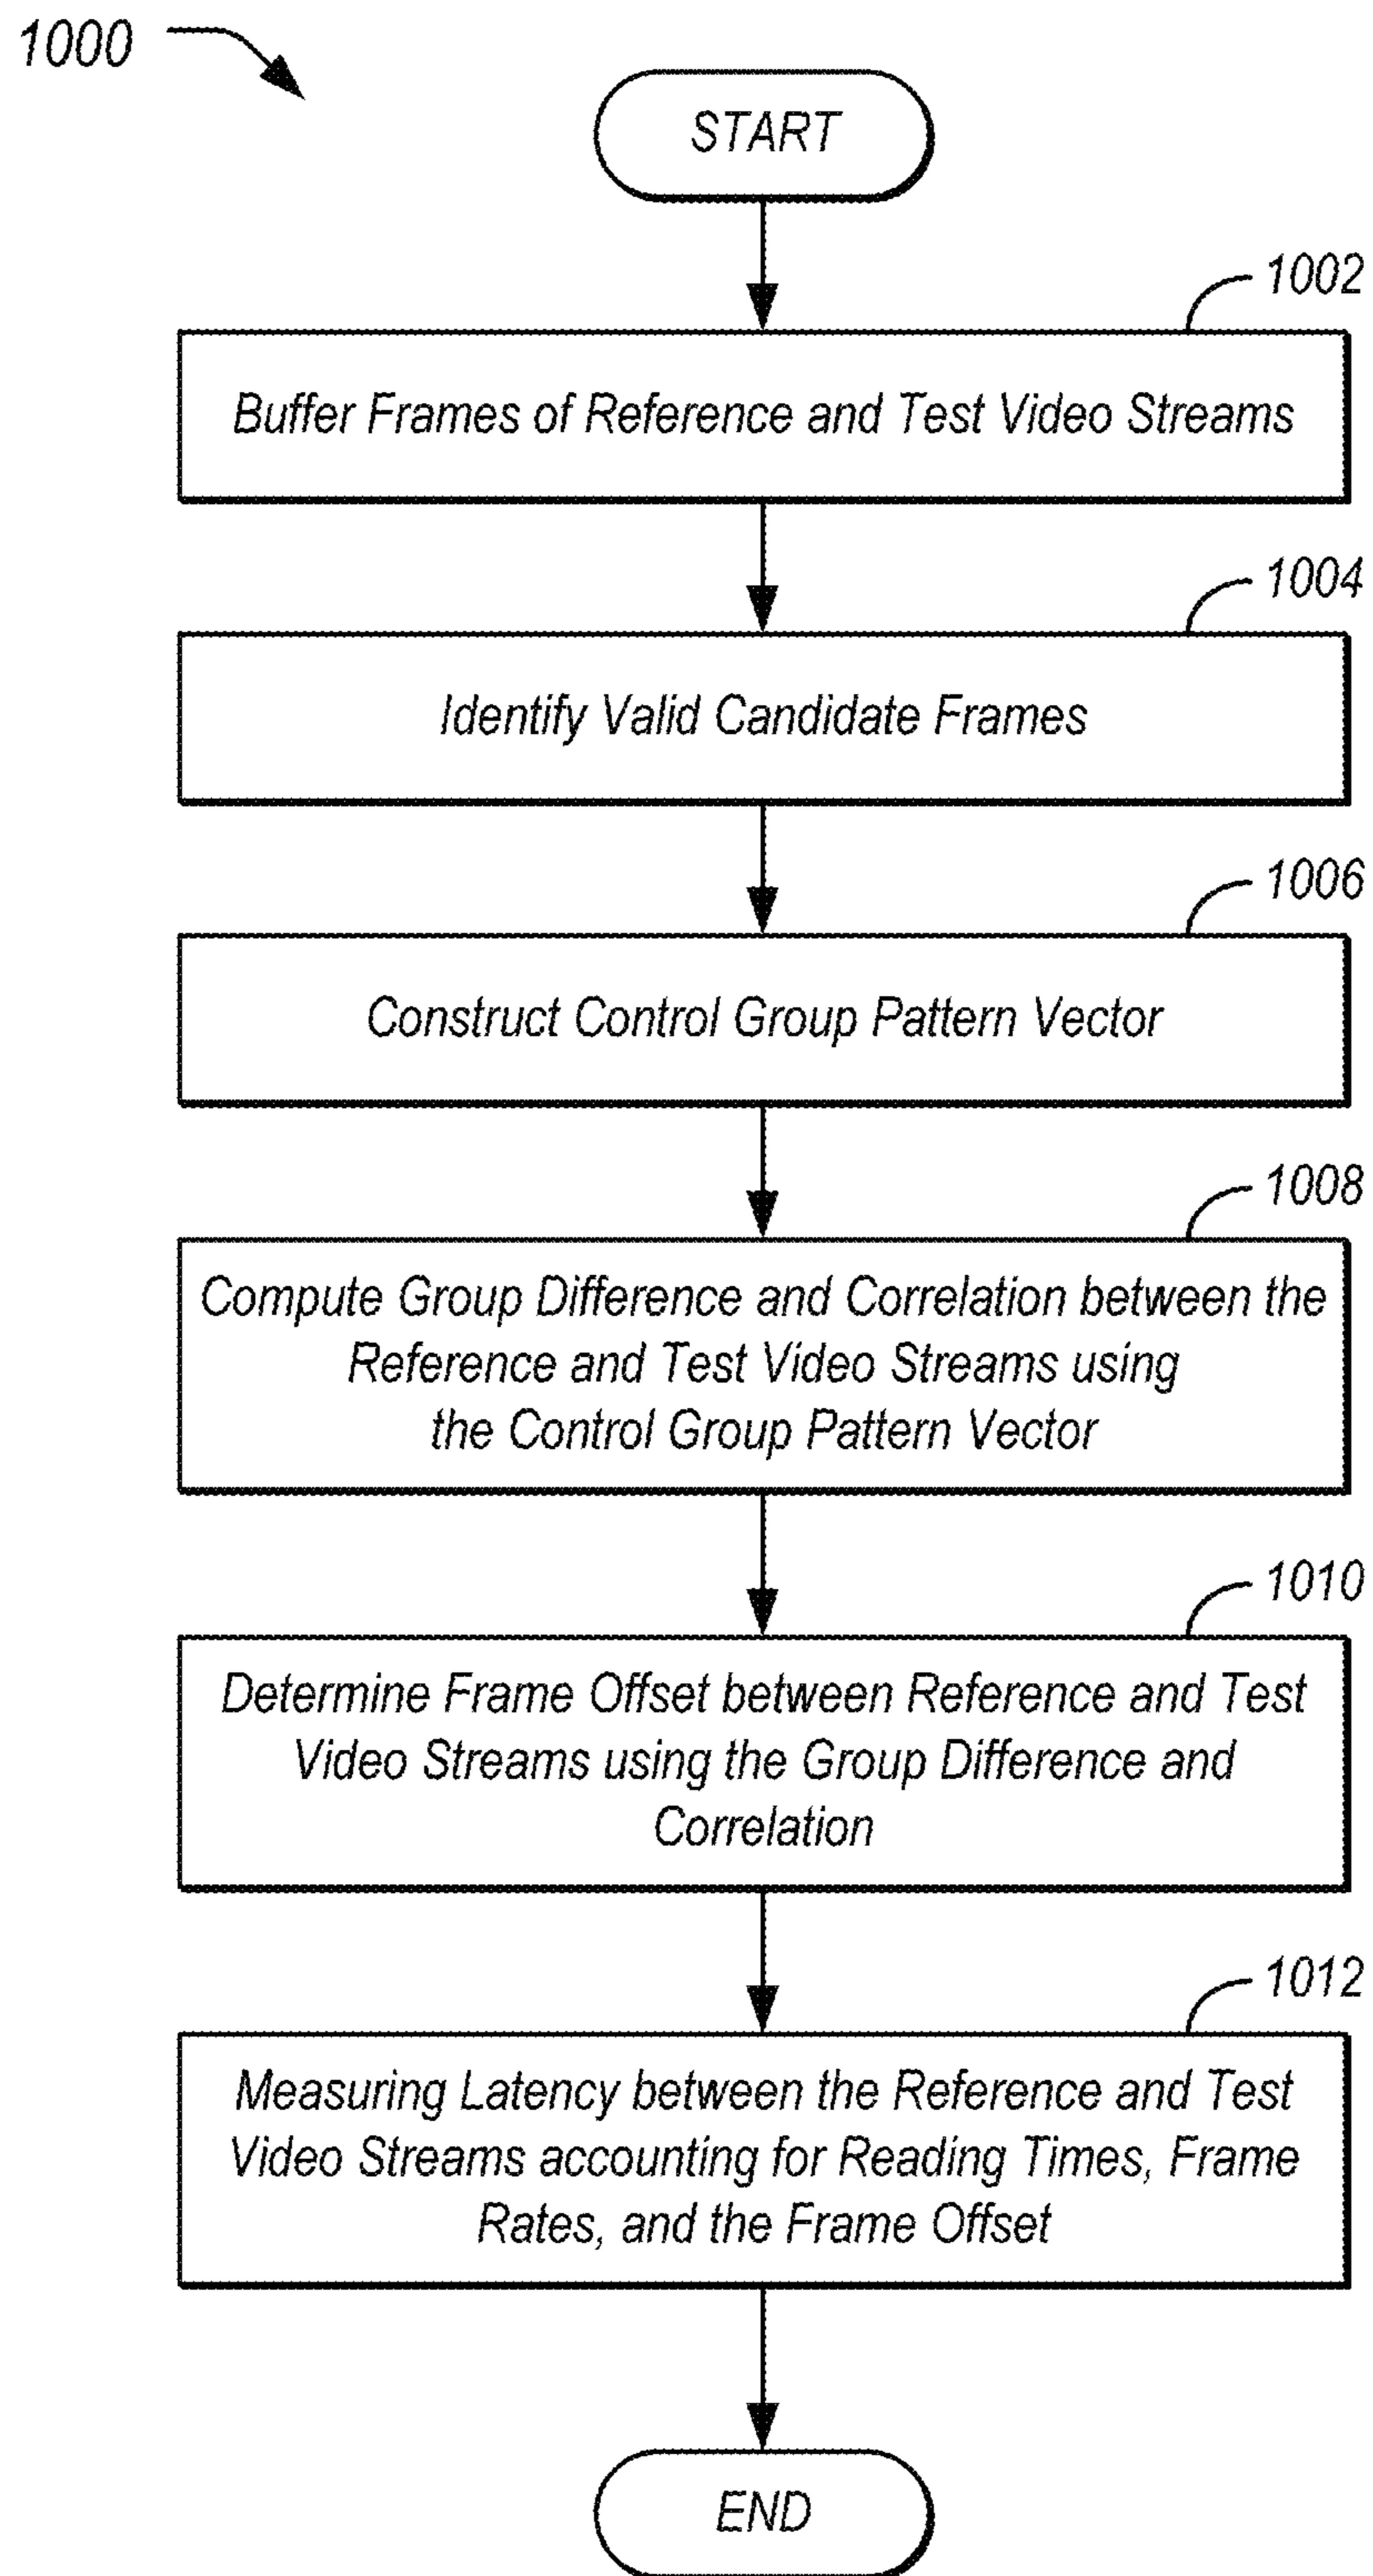 1000
START
1002
Buffer Frames of Reference and Test Video Streams
1004
Identify Valid Candidate Frames
1006
Construct Control Group Pattern Vector
1008
Compute Group Difference and Correlation between the
Reference and Test Video Streams using
the Control Group Pattern Vector
1010
Determine Frame Offset between Reference and Test
Video Streams using the Group Difference and
Correlation
1012
Measuring Latency between the Reference and Test
Video Streams accounting for Reading Times, Frame
Rates, and the Frame Offset
END